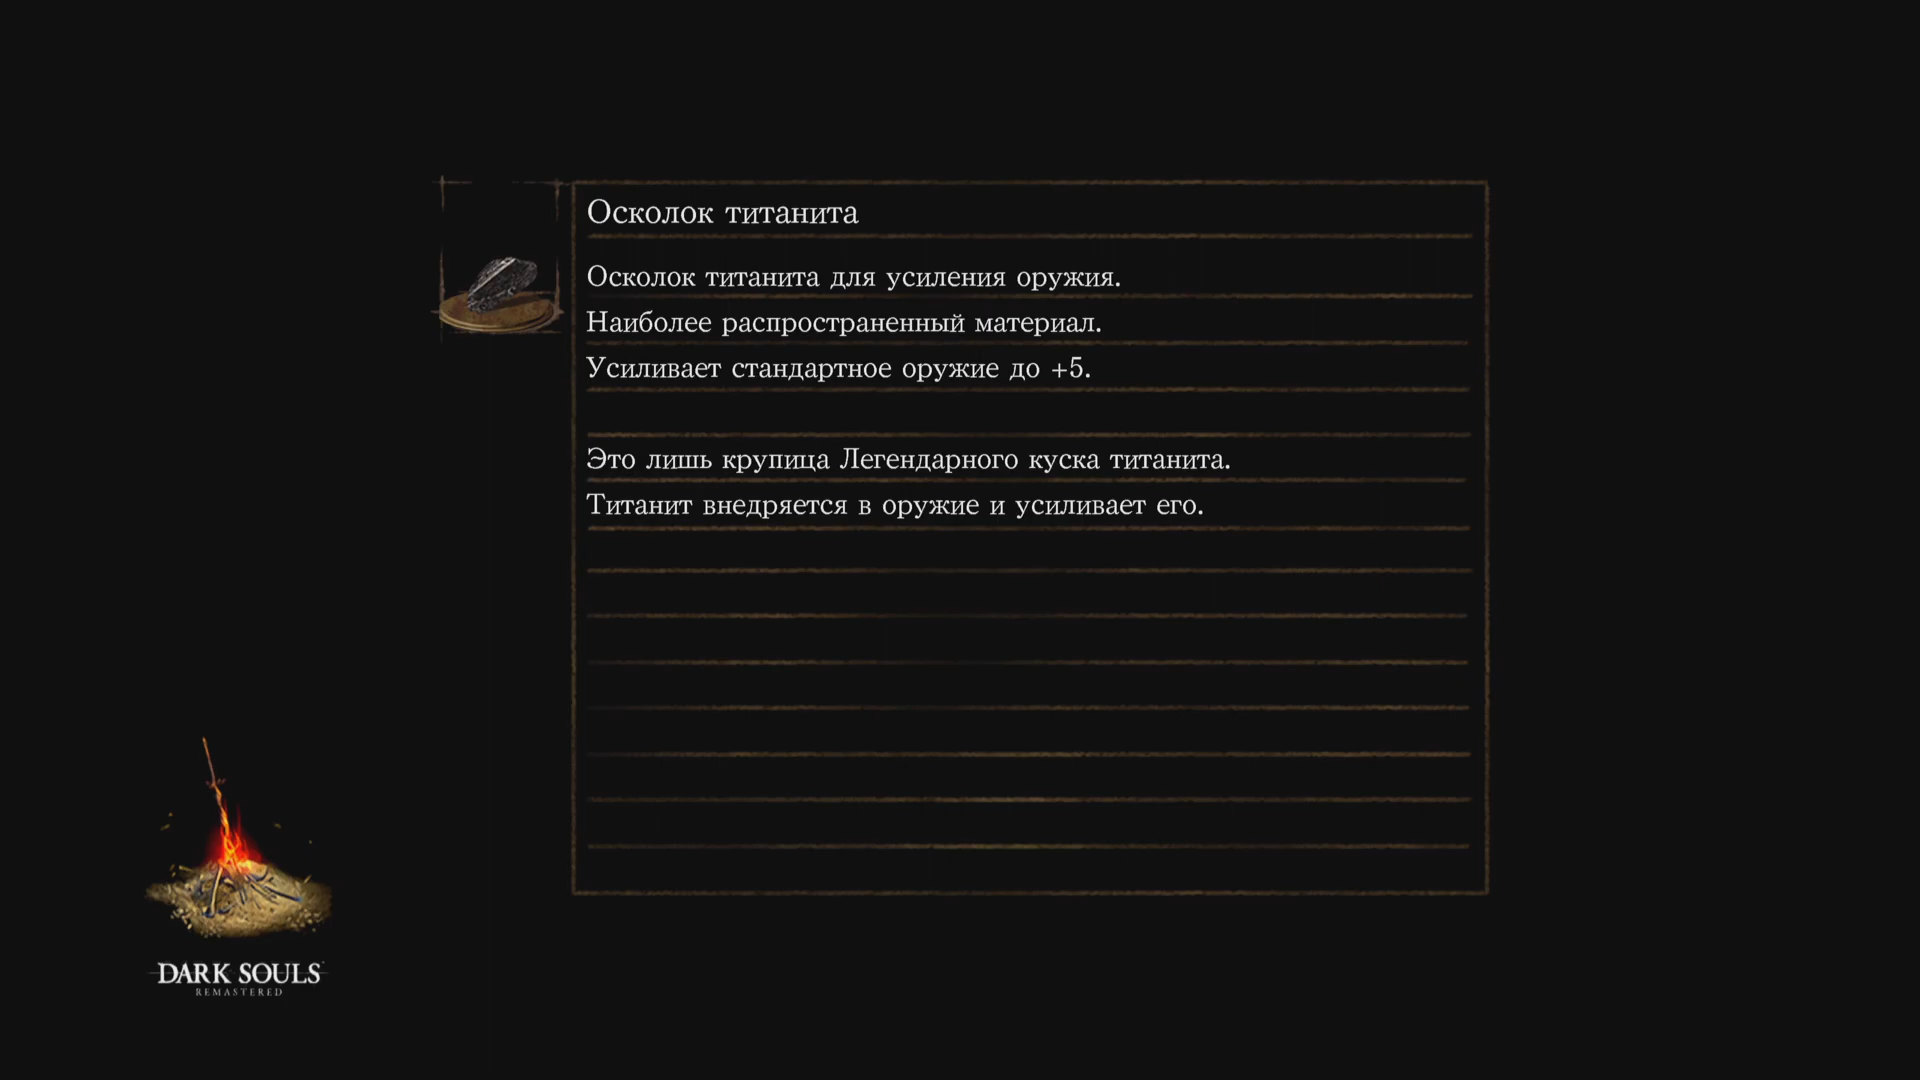 Осколок титанита
Осколок титанита для усиления оружия.
Наиболее распространенный материал.
Усиливает стандартное оружие до +5.
Это лишь крупица Легендарного куска титанита.
Титанит внедряется в оружие и усиливает его.
DARK SOULS
REMASTERED